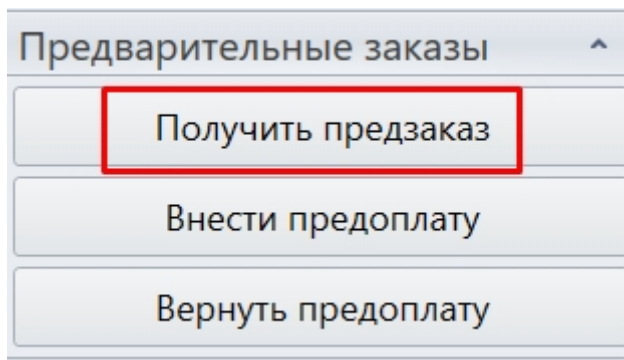 Предварительные заказы
Получить предзаказ
Внести предоплату
Вернуть предоплату